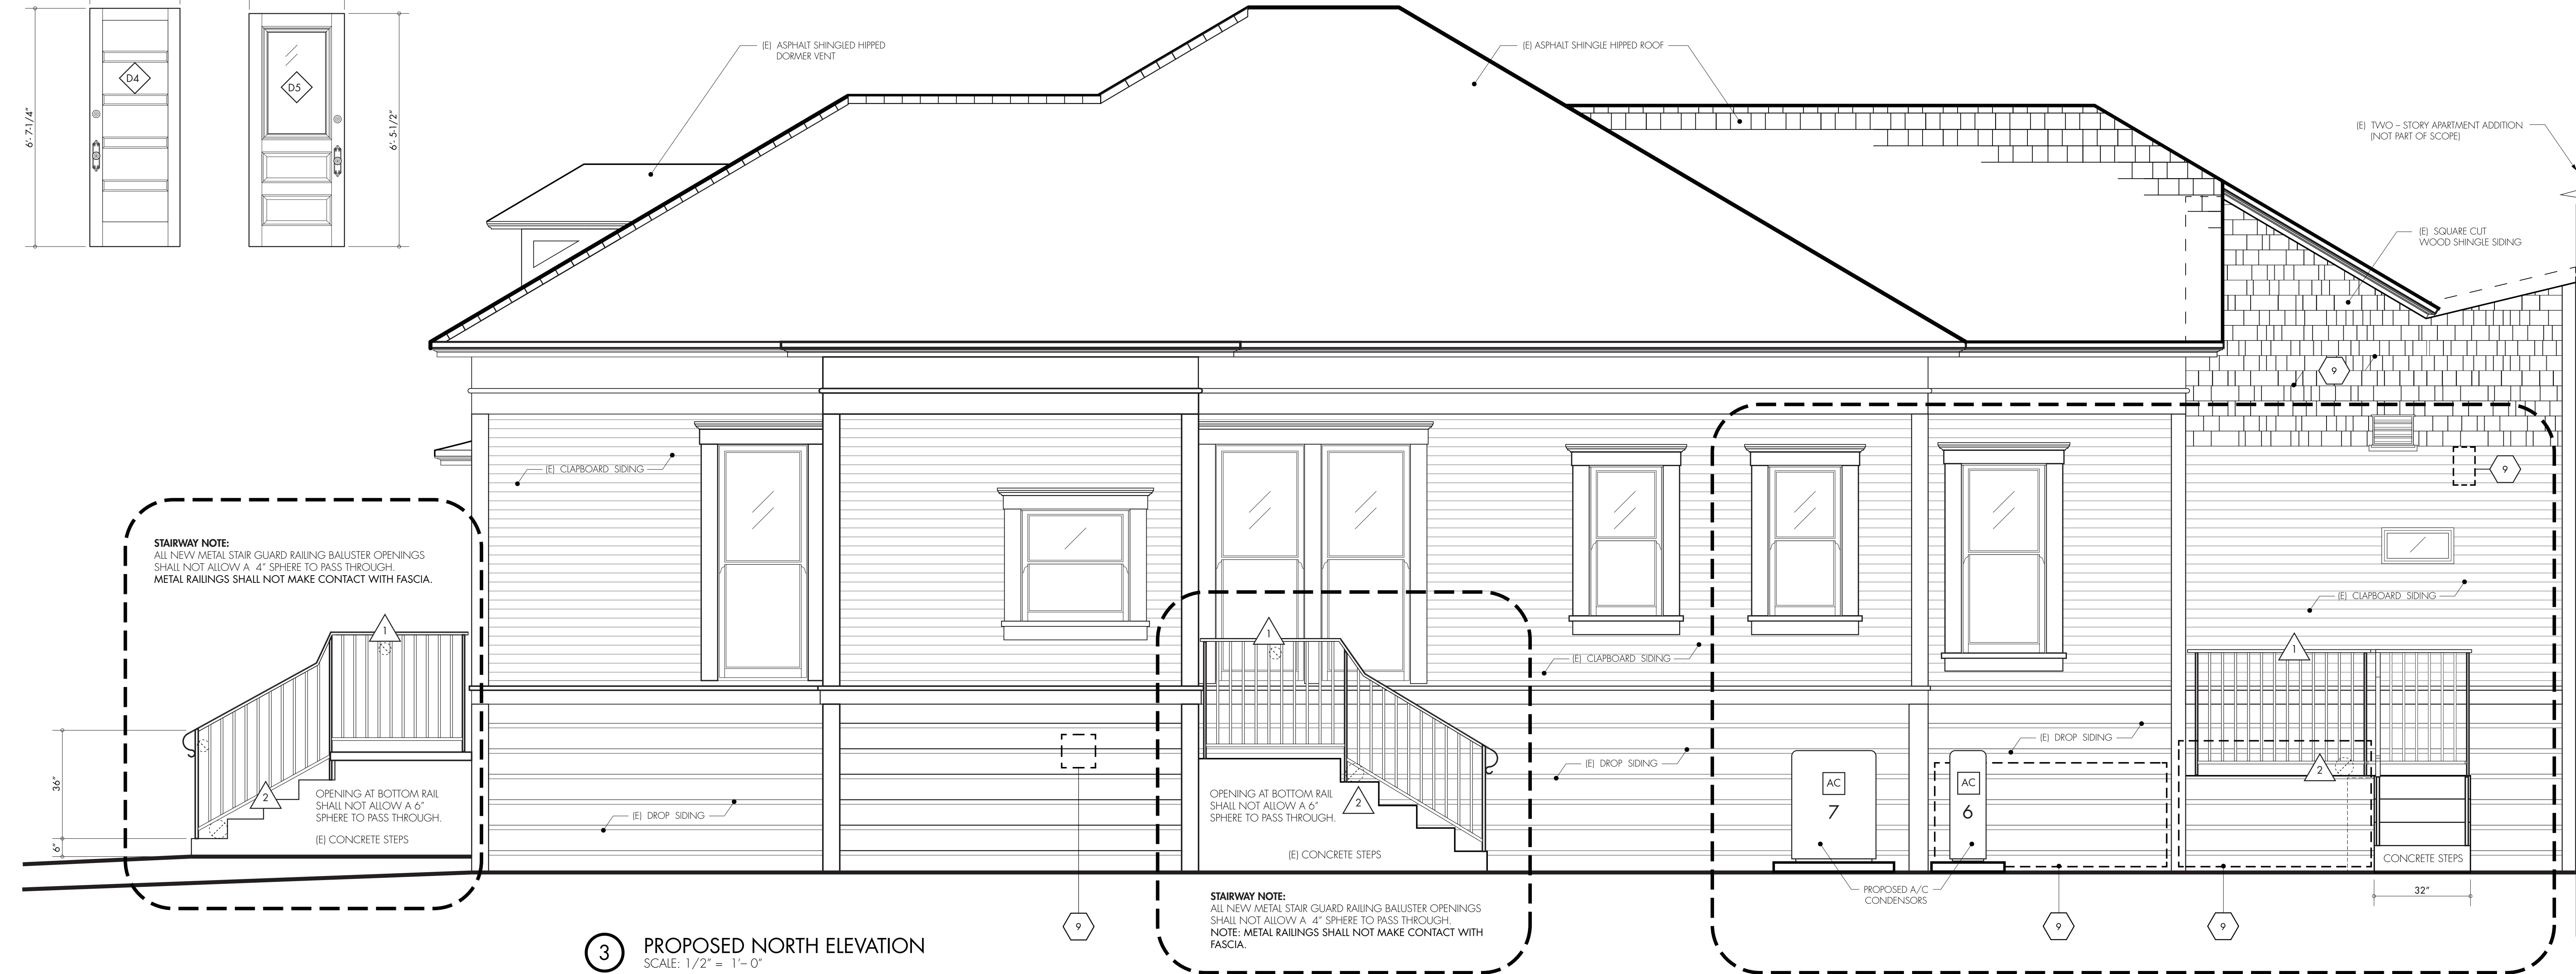 6'- 7-1/4"
D4
D5
6'- 5-1/2"
(E) ASPHALT SHINGLED HIPPED
DORMER VENT
(E) ASPHALT SHINGLE HIPPED ROOF
(E) TWO – STORY APARTMENT ADDITION
(NOT PART OF SCOPE)
(E) SQUARE CUT
WOOD SHINGLE SIDING
9
9
(E) CLAPBOARD SIDING
STAIRWAY NOTE:
ALL NEW METAL STAIR GUARD RAILING BALUSTER OPENINGS
SHALL NOT ALLOW A 4" SPHERE TO PASS THROUGH.
METAL RAILINGS SHALL NOT MAKE CONTACT WITH FASCIA.
(E) CLAPBOARD SIDING
1
1
1
(E) CLAPBOARD SIDING
(E) DROP SIDING
(E) DROP SIDING
2
36"
6"
2
OPENING AT BOTTOM RAIL
SHALL NOT ALLOW A 6"
SPHERE TO PASS THROUGH.
(E) CONCRETE STEPS
(E) DROP SIDING
OPENING AT BOTTOM RAIL
SHALL NOT ALLOW A 6"
SPHERE TO PASS THROUGH.
2
(E) CONCRETE STEPS
AC
7
AC
6
CONCRETE STEPS
PROPOSED A/C
CONDENSORS
32"
STAIRWAY NOTE:
ALL NEW METAL STAIR GUARD RAILING BALUSTER OPENINGS
SHALL NOT ALLOW A 4" SPHERE TO PASS THROUGH.
NOTE: METAL RAILINGS SHALL NOT MAKE CONTACT WITH
FASCIA.
9
9
9
3
PROPOSED NORTH ELEVATION
SCALE: 1/2" = 1'– 0"